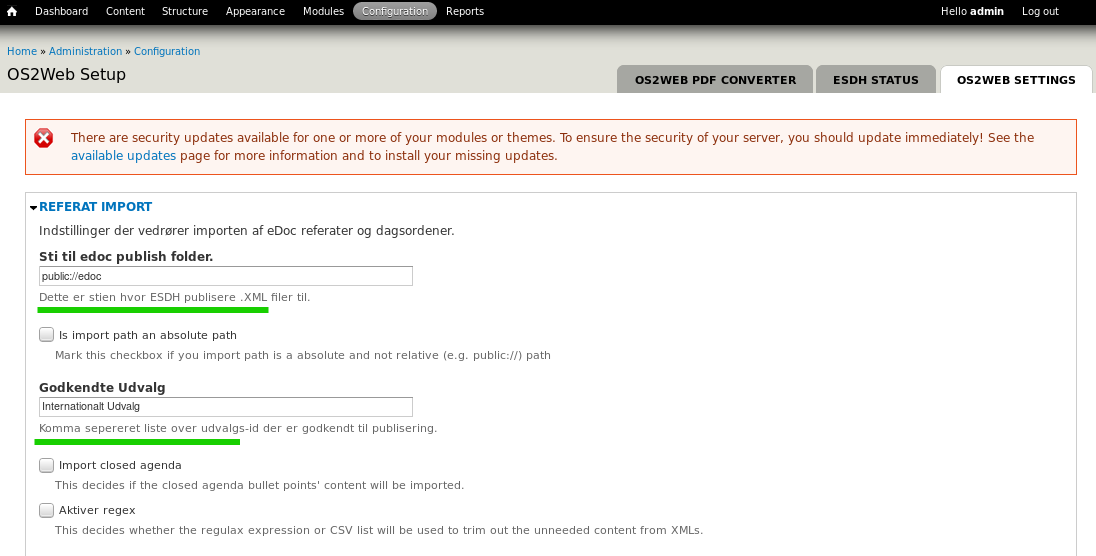 Dashboard Content Structure Appearance Modules Configuration Reports Hello admin Log out
Home » Administration » Configuration
OS2Web Setup
OS2WEB PDF CONVERTER ESDH STATUS OS2WEB SETTINGS
There are security updates available for one or more of your modules or themes. To ensure the security of your server, you should update immediately! See the
available updates page for more information and to install your missing updates.
REFERAT IMPORT
Indstillinger der vedrører importen af eDoc referater og dagsordener.
Sti til edoc publish folder.
public://edoc
Dette er stien hvor ESDH publisere .XML filer til.
Is import path an absolute path
Mark this checkbox if you import path is a absolute and not relative (e.g. public://) path
Godkendte Udvalg
Internationalt Udvalg
Komma sepereret liste over udvalgs-id der er godkendt til publisering.
Import closed agenda
This decides if the closed agenda bullet points' content will be imported.
Aktiver regex
This decides whether the regulax expression or CSV list will be used to trim out the unneeded content from XMLs.